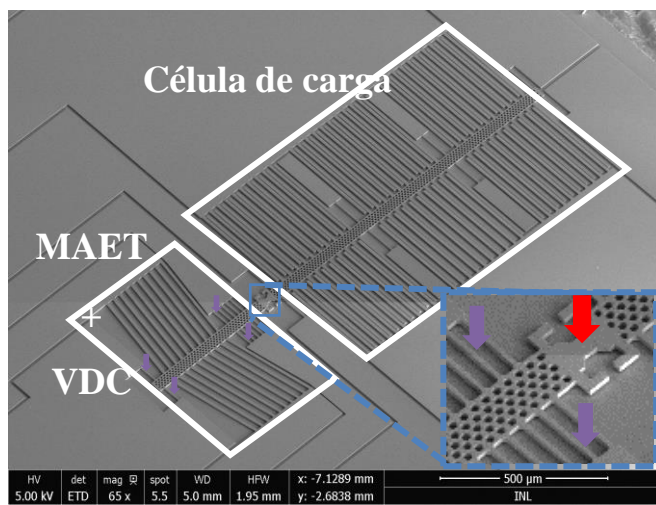 Célula de carga
MAET
VDC
HV det mag spot WD HFW x: -7.1289 mm
5.00 kV ETD 65 x 5.5 5.0 mm 1.95 mm y: -2.6838 mm
500 µm
INL